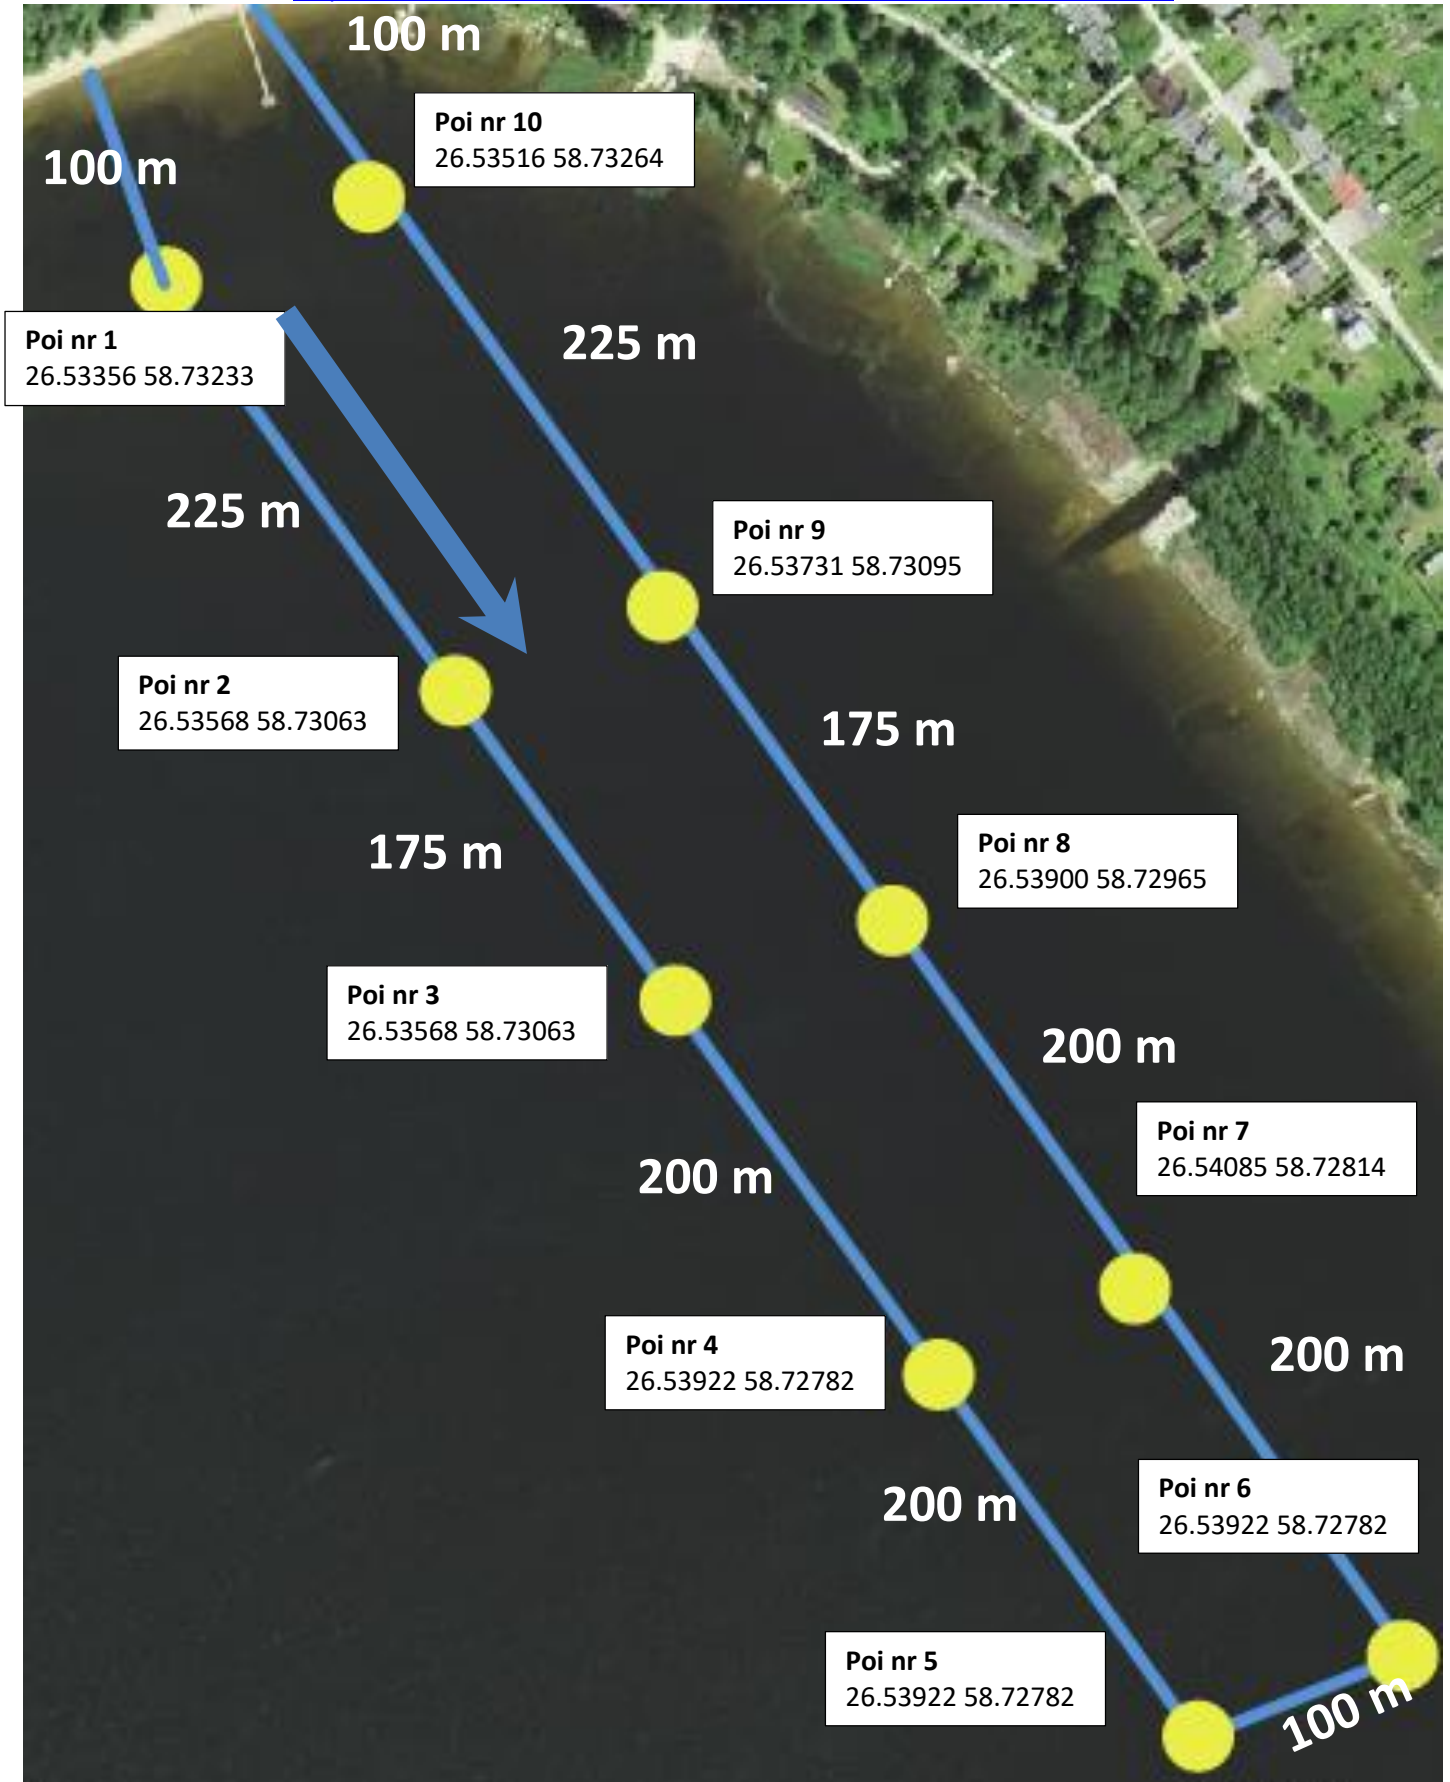 100 m
Poi nr 10
26.53516 58.73264
100 m
Poi nr 1
26.53356 58.73233
225 m
225 m
Poi nr 9
26.53731 58.73095
Poi nr 2
26.53568 58.73063
175 m
175 m
Poi nr 8
26.53900 58.72965
Poi nr 3
26.53568 58.73063
200 m
Poi nr 7
26.54085 58.72814
200 m
Poi nr 4
26.53922 58.72782
200 m
200 m
Poi nr 6
26.53922 58.72782
Poi nr 5
26.53922 58.72782
100 m